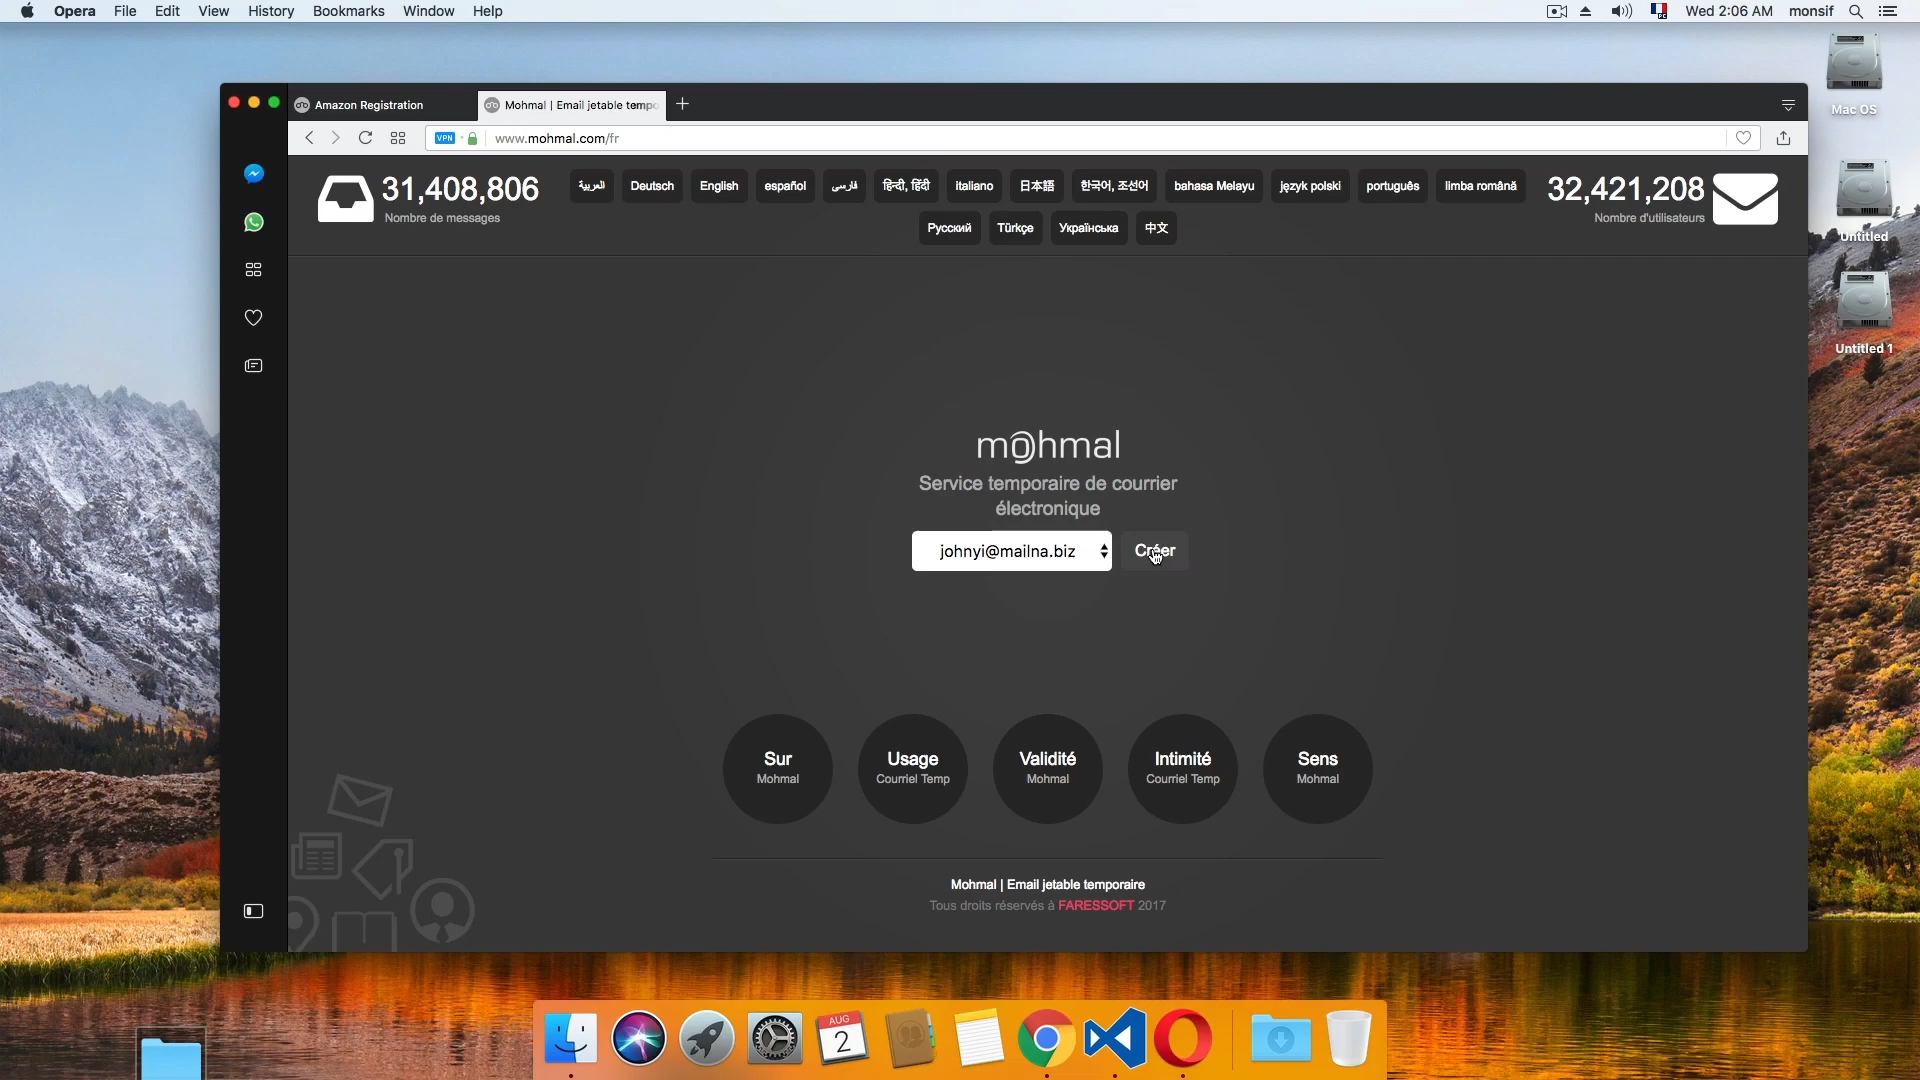 Opera File Edit View History Bookmarks Window Help
Wed 2:06 AM monsif
Mac OS
Untitled
Untitled 1
Amazon Registration
Mohmal | Email jetable tempo
VPN
www.mohmal.com/fr
31,408,806
Nombre de messages
العربية Deutsch English español فارسی हिन्दी, हिंदी Italiano 日本語 한국어, 조선어 bahasa Melayu język polski português limba română
Русский Türkçe Українська 中文
32,421,208
Nombre d'utilisateurs
m@hmal
Service temporaire de courrier
électronique
johnyi@mailna.biz
Créer
Sur
Mohmal
Usage
Courriel Temp
Validité
Mohmal
Intimité
Courriel Temp
Sens
Mohmal
Mohmal | Email jetable temporaire
Tous droits réservés à FARESSOFT 2017
AUG
2